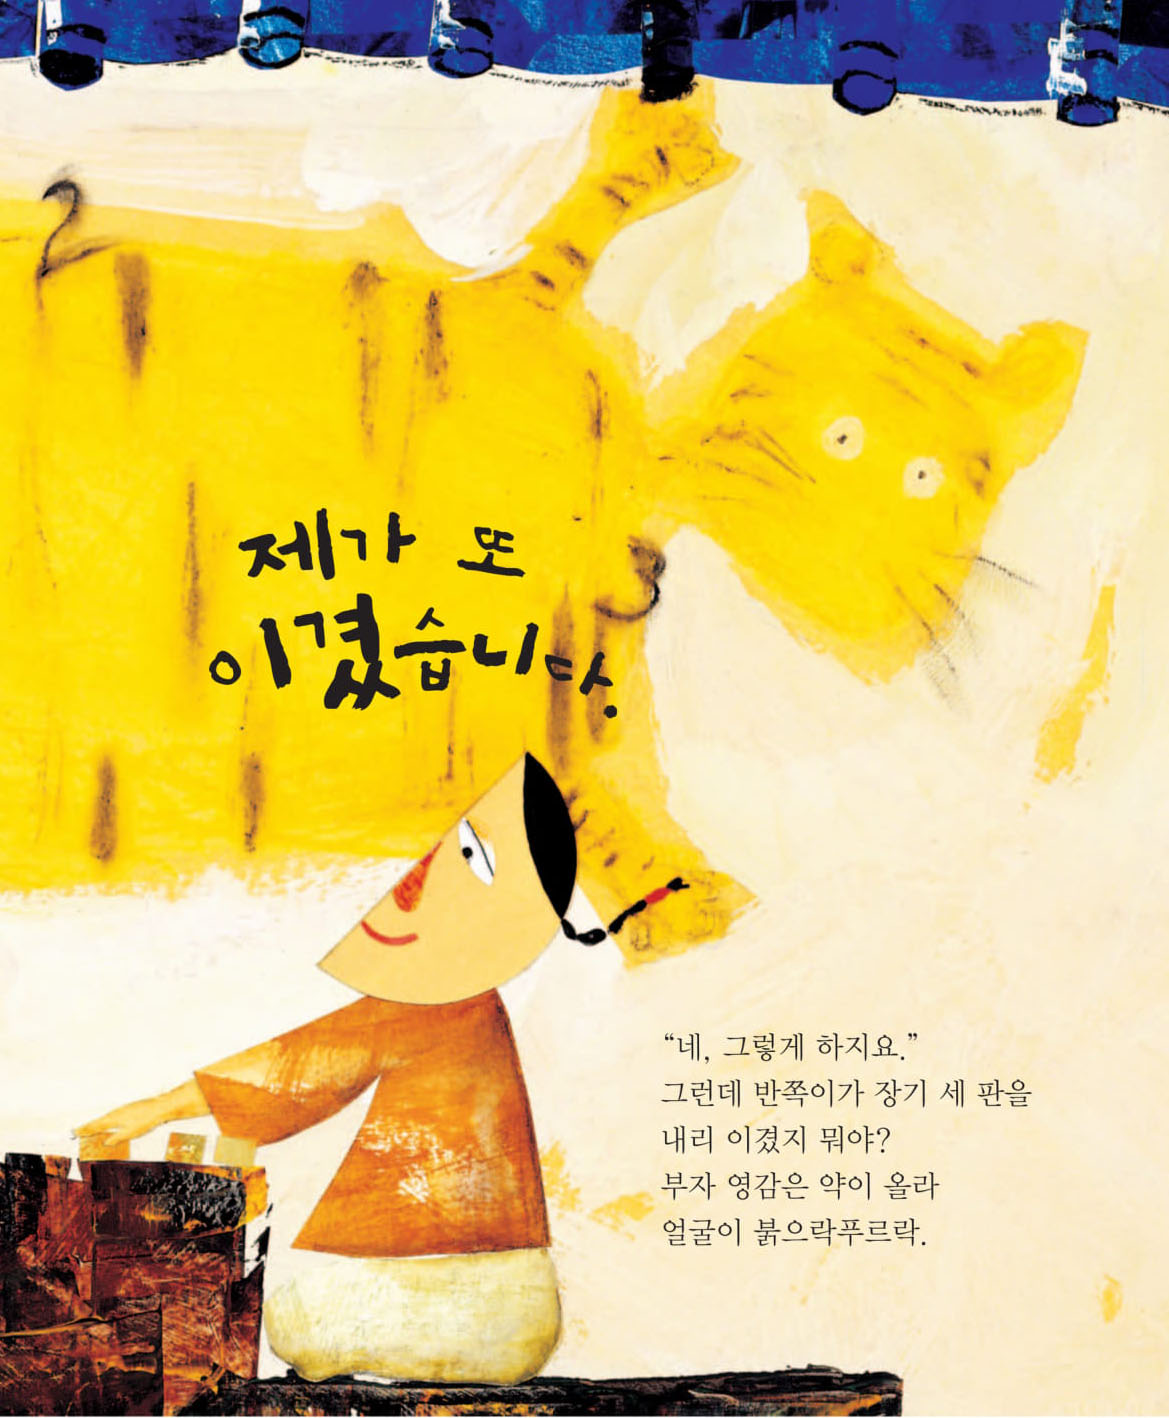 제가 또
이겼습니다.
“네, 그렇게 하지요.”
그런데 반쪽이가 장기 세 판을
내리 이겼지 뭐야?
부자 영감은 약이 올라
얼굴이 붉으락푸르락.